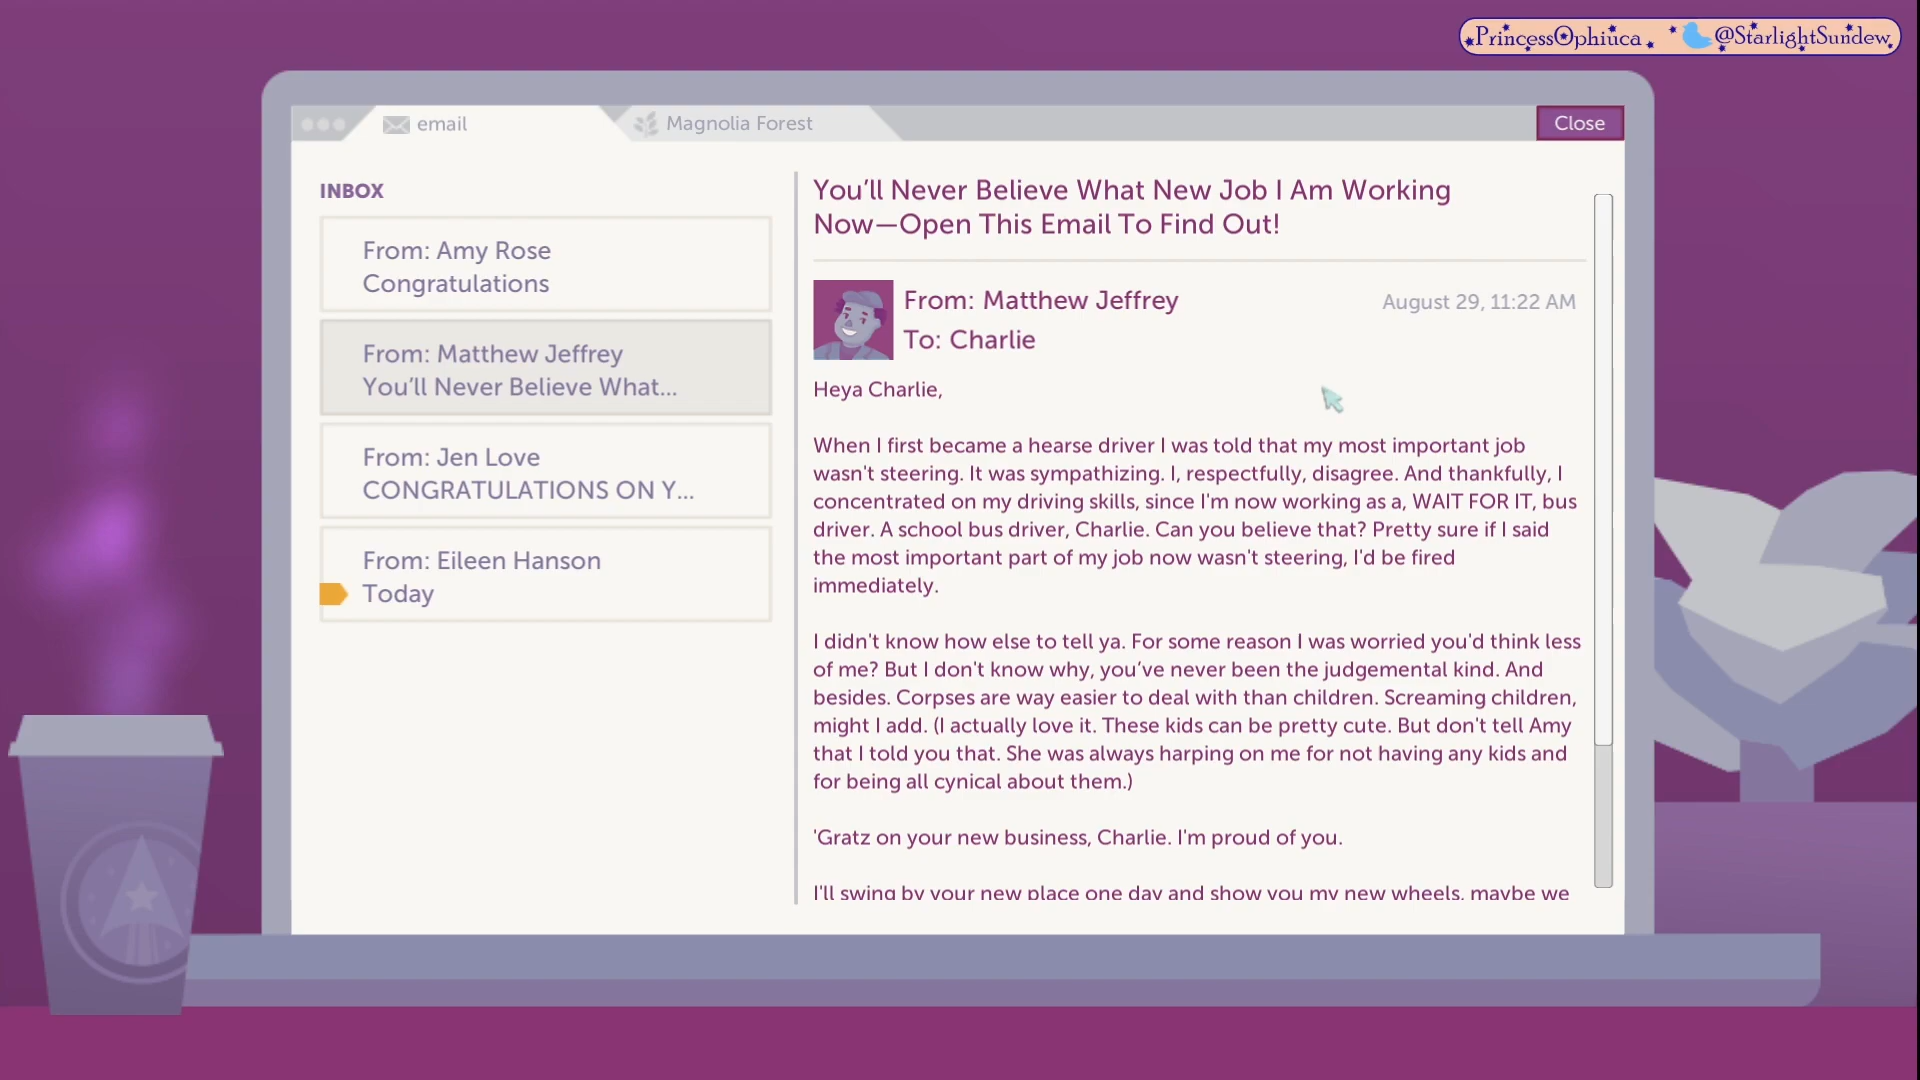 PrincessOphiuca @StarlightSundew
email Magnolia Forest Close
INBOX
From: Amy Rose
Congratulations
From: Matthew Jeffrey
You’ll Never Believe What...
From: Jen Love
CONGRATULATIONS ON Y...
From: Eileen Hanson
Today
You’ll Never Believe What New Job I Am Working
Now—Open This Email To Find Out!
From: Matthew Jeffrey August 29, 11:22 AM
To: Charlie
Heya Charlie,
When I first became a hearse driver I was told that my most important job
wasn't steering. It was sympathizing. I, respectfully, disagree. And thankfully, I
concentrated on my driving skills, since I'm now working as a, WAIT FOR IT, bus
driver. A school bus driver, Charlie. Can you believe that? Pretty sure if I said
the most important part of my job now wasn't steering, I'd be fired
immediately.
I didn't know how else to tell ya. For some reason I was worried you'd think less
of me? But I don't know why, you’ve never been the judgemental kind. And
besides. Corpses are way easier to deal with than children. Screaming children,
might I add. (I actually love it. These kids can be pretty cute. But don't tell Amy
that I told you that. She was always harping on me for not having any kids and
for being all cynical about them.)
'Gratz on your new business, Charlie. I'm proud of you.
I'll swing by your new place one day and show you my new wheels, maybe we